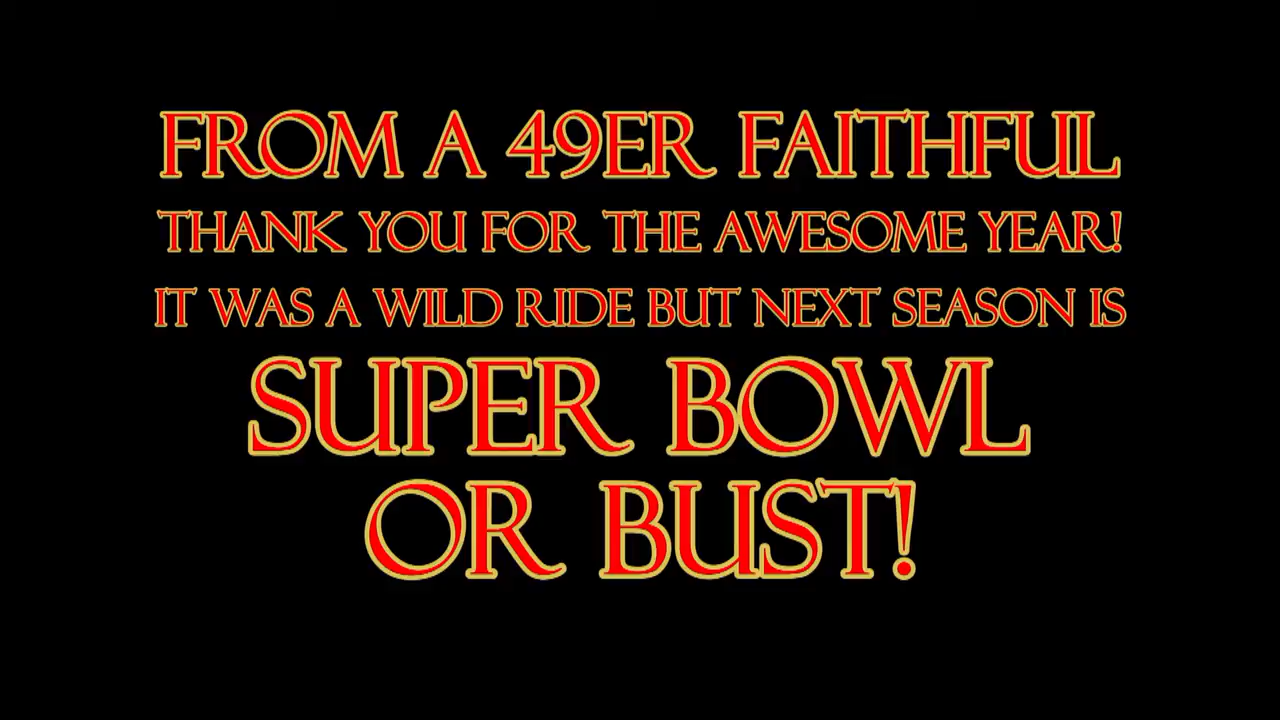 FROM A 49ER FAITHFUL
THANK YOU FOR THE AWESOME YEAR!
IT WAS A WILD RIDE BUT NEXT SEASON IS
SUPER BOWL
OR BUST!